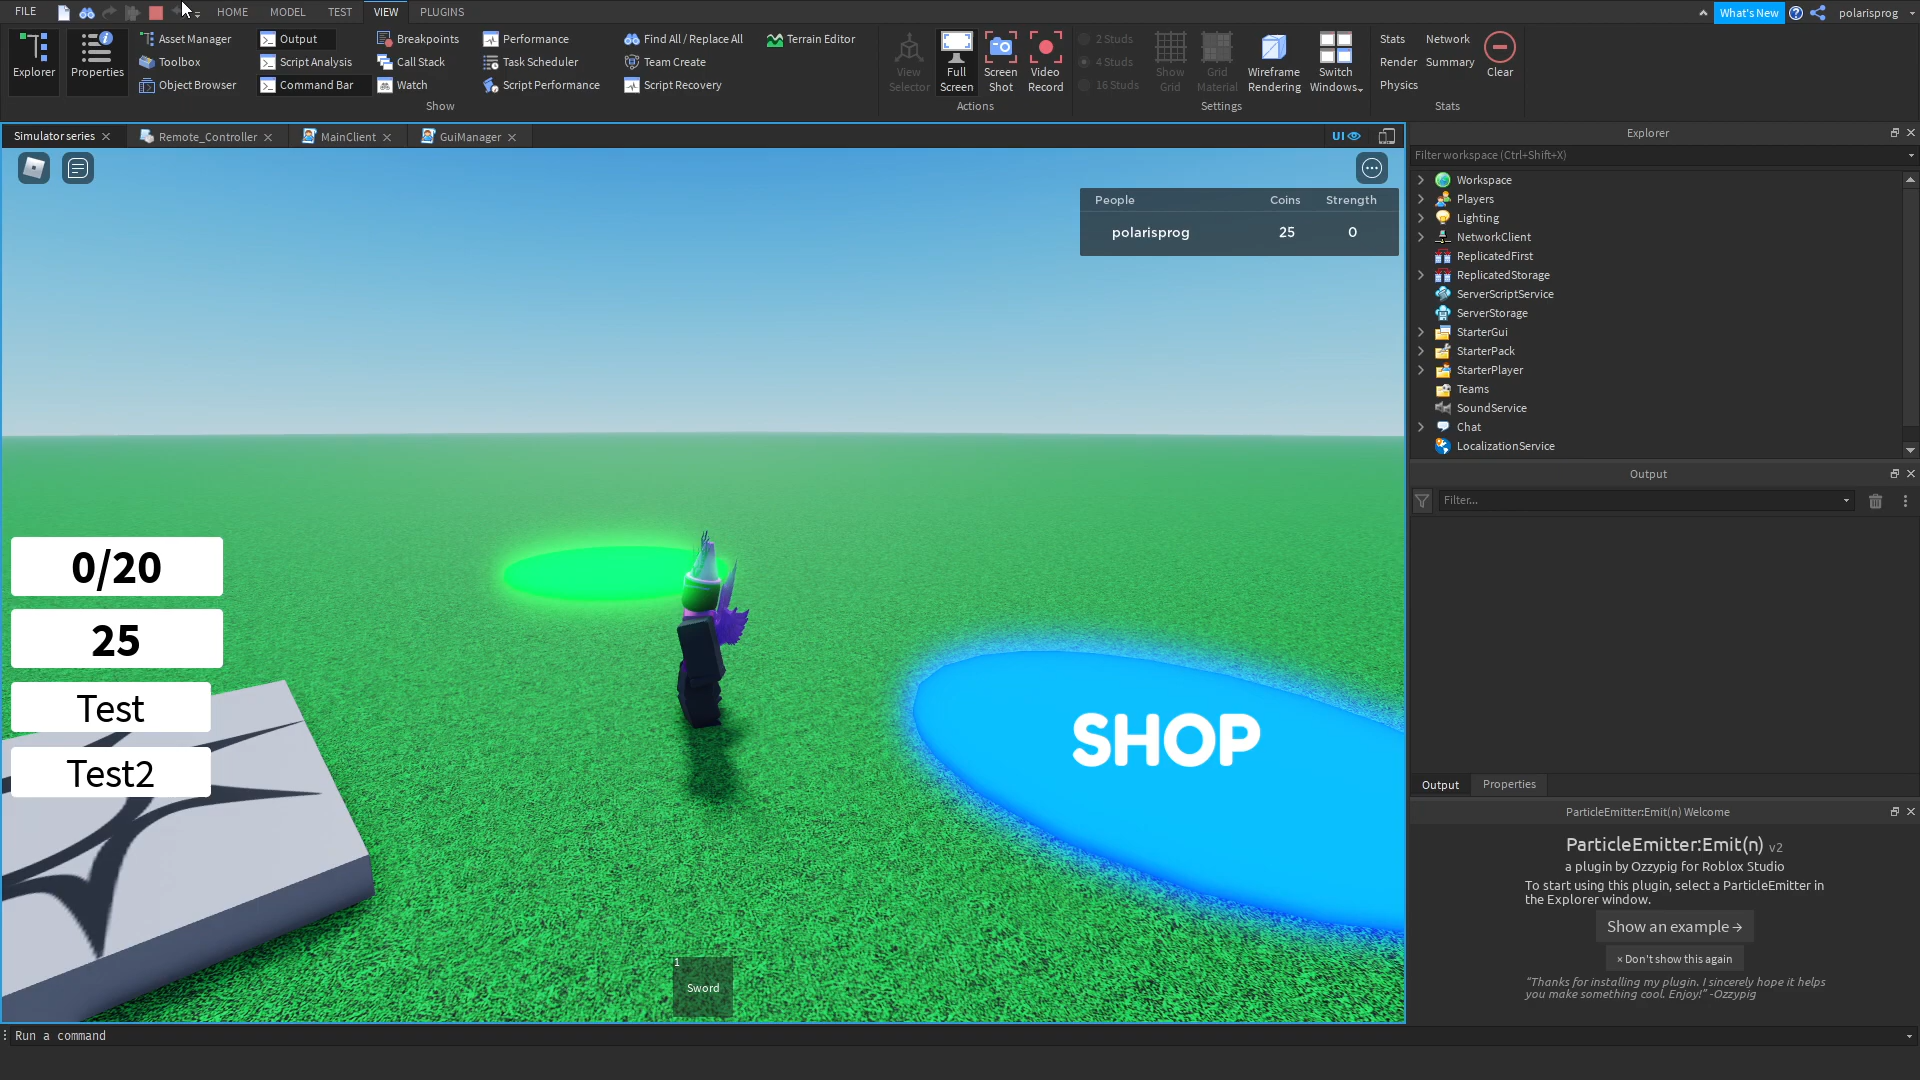 FILE HOME MODEL TEST VIEW PLUGINS What's New polarisprog
Explorer
Properties
Asset Manager
Toolbox
Object Browser
Output
Script Analysis
Command Bar
Breakpoints
Call Stack
Watch
Performance
Task Scheduler
Script Performance
Find All / Replace All
Team Create
Script Recovery
Terrain Editor
Show
View
Selector
Full
Screen
Screen
Shot
Video
Record
Actions
2 Studs
4 Studs
16 Studs
Show
Grid
Grid
Material
Wireframe
Rendering
Switch
Windows
Settings
Stats Network
Render Summary
Physics
Clear
Stats
Simulator series Remote_Controller MainClient GuiManager UI
People Coins Strength
polarisprog 25 0
0/20
25
Test
Test2
SHOP
1
Sword
Explorer
Filter workspace (Ctrl+Shift+X)
Workspace
Players
Lighting
NetworkClient
ReplicatedFirst
ReplicatedStorage
ServerScriptService
ServerStorage
StarterGui
StarterPack
StarterPlayer
Teams
SoundService
Chat
LocalizationService
Output
Filter...
Output Properties
ParticleEmitter:Emit(n) Welcome
ParticleEmitter:Emit(n) v2
a plugin by Ozzypig for Roblox Studio
To start using this plugin, select a ParticleEmitter in
the Explorer window.
Show an example →
× Don't show this again
"Thanks for installing my plugin. I sincerely hope it helps
you make something cool. Enjoy!" -Ozzypig
Run a command